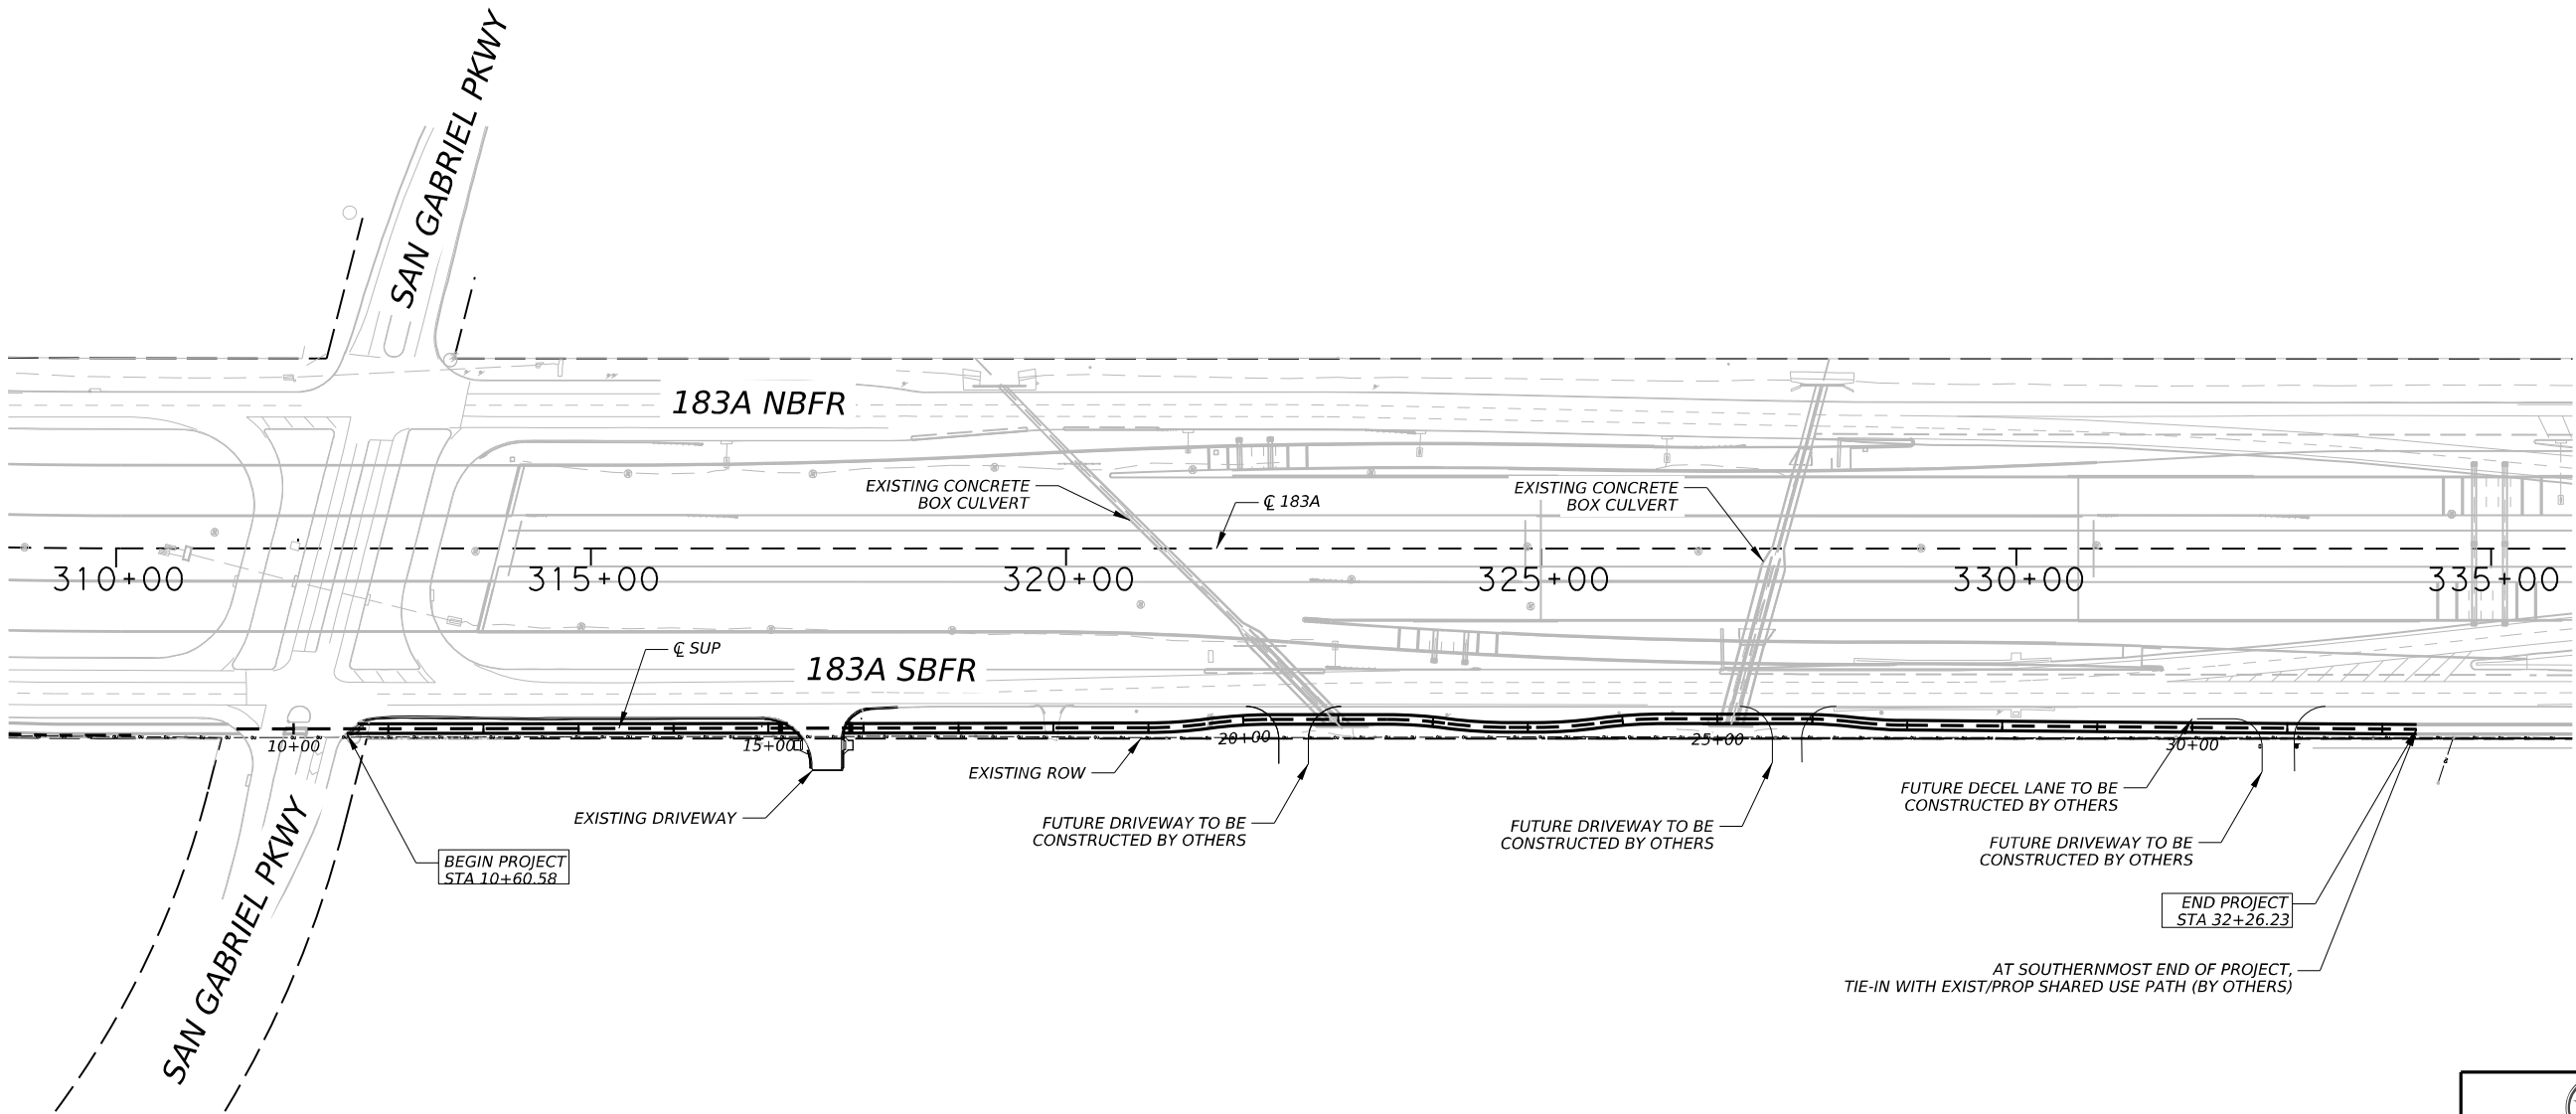 SAN GABRIEL PKWY
183A NBFR
EXISTING CONCRETE
BOX CULVERT
℄ 183A
EXISTING CONCRETE
BOX CULVERT
310+00
315+00
320+00
325+00
330+00
335+00
℄ SUP
183A SBFR
10+00
15+00
20+00
25+00
30+00
EXISTING ROW
EXISTING DRIVEWAY
FUTURE DRIVEWAY TO BE
CONSTRUCTED BY OTHERS
FUTURE DRIVEWAY TO BE
CONSTRUCTED BY OTHERS
FUTURE DECEL LANE TO BE
CONSTRUCTED BY OTHERS
FUTURE DRIVEWAY TO BE
CONSTRUCTED BY OTHERS
BEGIN PROJECT
STA 10+60.58
SAN GABRIEL PKWY
END PROJECT
STA 32+26.23
AT SOUTHERNMOST END OF PROJECT,
TIE-IN WITH EXIST/PROP SHARED USE PATH (BY OTHERS)